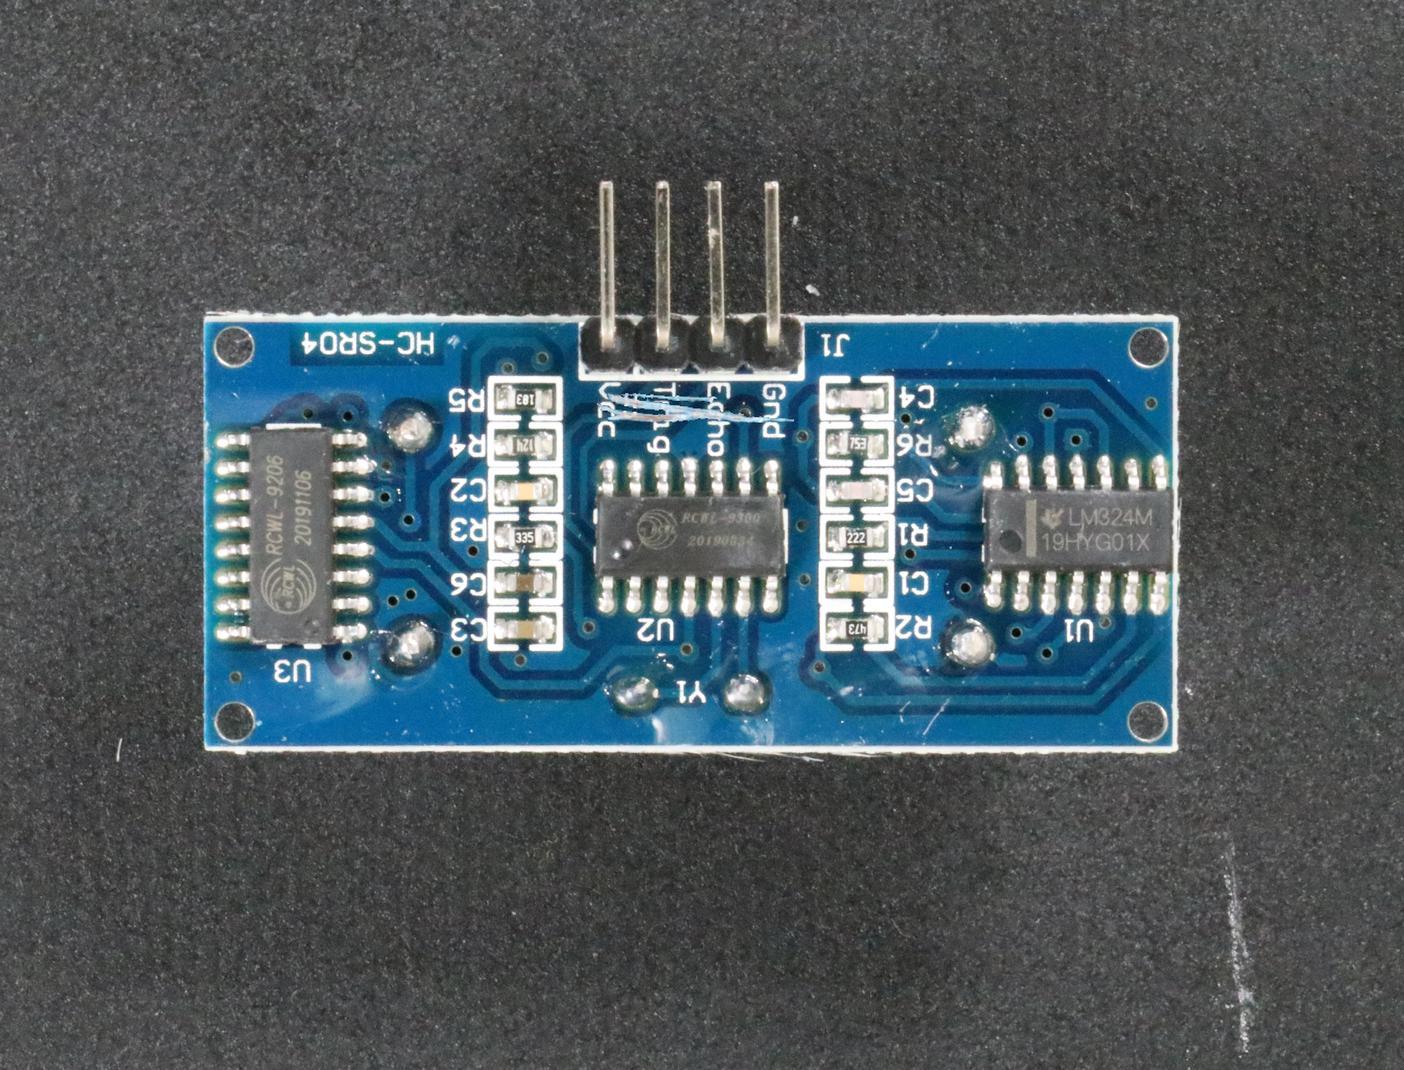 HC-SR04
J1
Vcc
Trig
Echo
Gnd
R5
103
R4
124
C2
R3
335
C6
C3
C4
R6
C5
R1
222
C1
R2
473
RCWL-9206
20191106
RCWL
U3
RCWL-9300
U2
Y1
LM324M
19HYG01X
U1